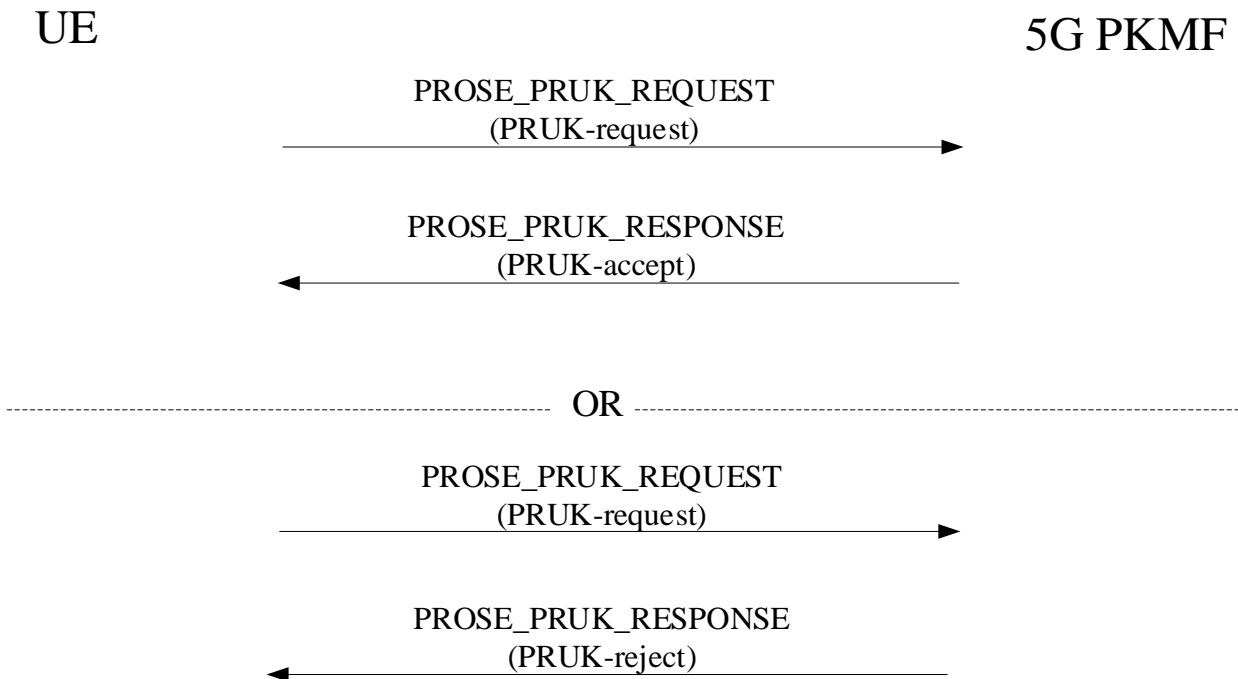 UE
5G PKMF
PROSE_PRUK_REQUEST
(PRUK-request)
PROSE_PRUK_RESPONSE
(PRUK-accept)
OR
PROSE_PRUK_REQUEST
(PRUK-request)
PROSE_PRUK_RESPONSE
(PRUK-reject)